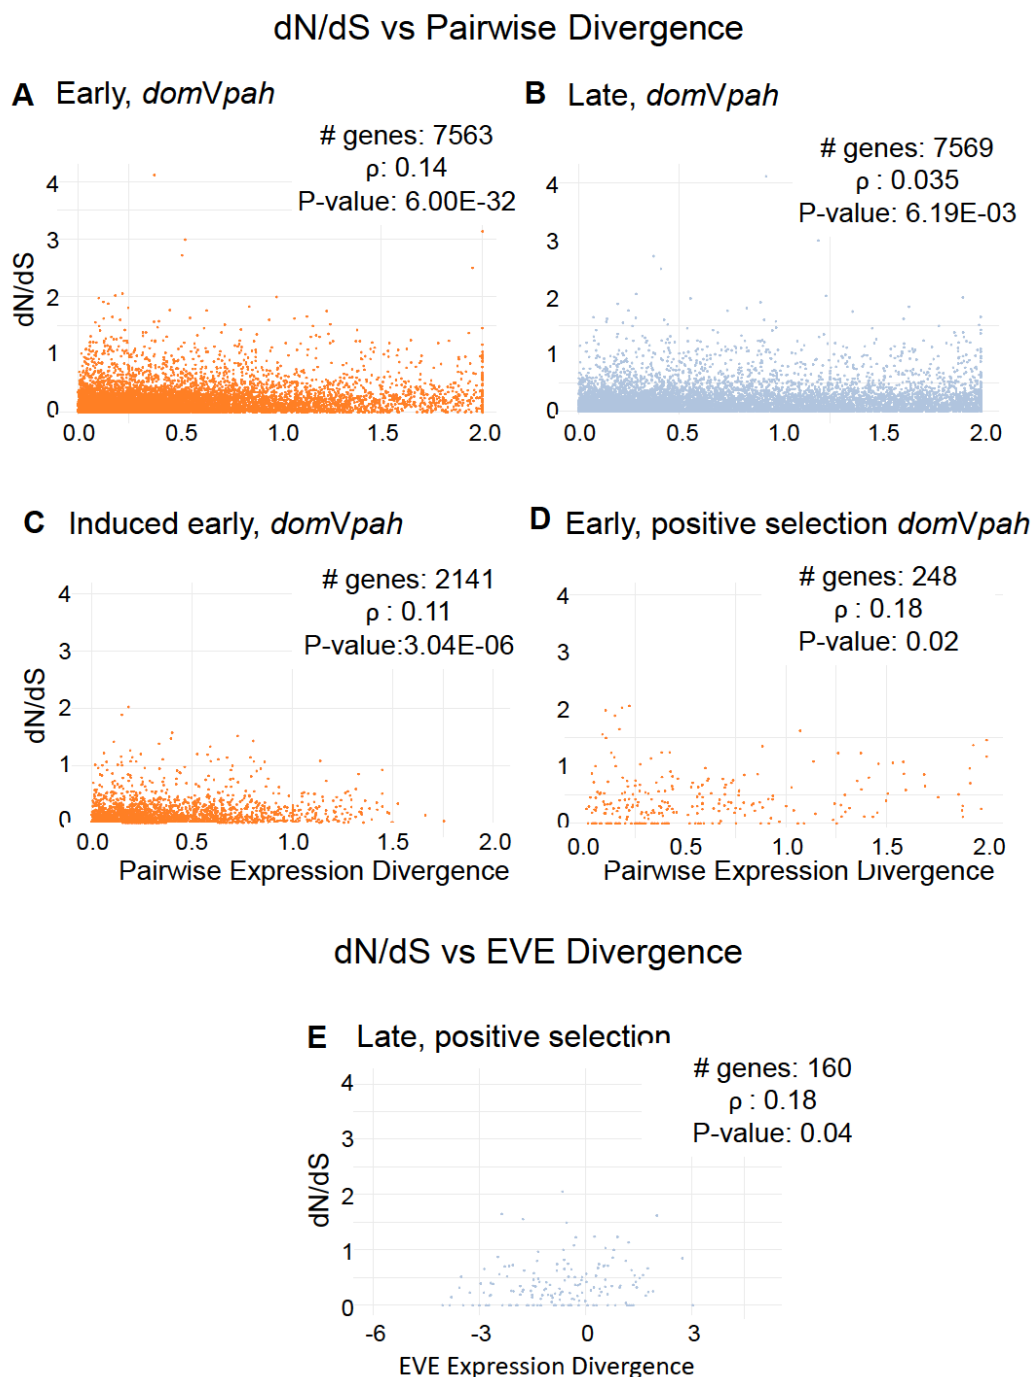 dN/dS vs Pairwise Divergence
A Early, domVpah
# genes: 7563
ρ: 0.14
P-value: 6.00E-32
dN/dS
4
3
2
1
0
0.0 0.5 1.0 1.5 2.0
B Late, domVpah
# genes: 7569
ρ : 0.035
P-value: 6.19E-03
4
3
2
1
0
0.0 0.5 1.0 1.5 2.0
C Induced early, domVpah
# genes: 2141
ρ : 0.11
P-value:3.04E-06
dN/dS
4
3
2
1
0
0.0 0.5 1.0 1.5 2.0
Pairwise Expression Divergence
D Early, positive selection domVpah
# genes: 248
ρ : 0.18
P-value: 0.02
4
3
2
1
0
0.0 0.5 1.0 1.5 2.0
Pairwise Expression Divergence
dN/dS vs EVE Divergence
E Late, positive selection
# genes: 160
ρ : 0.18
P-value: 0.04
dN/dS
4
3
2
1
0
-6 -3 0 3
EVE Expression Divergence